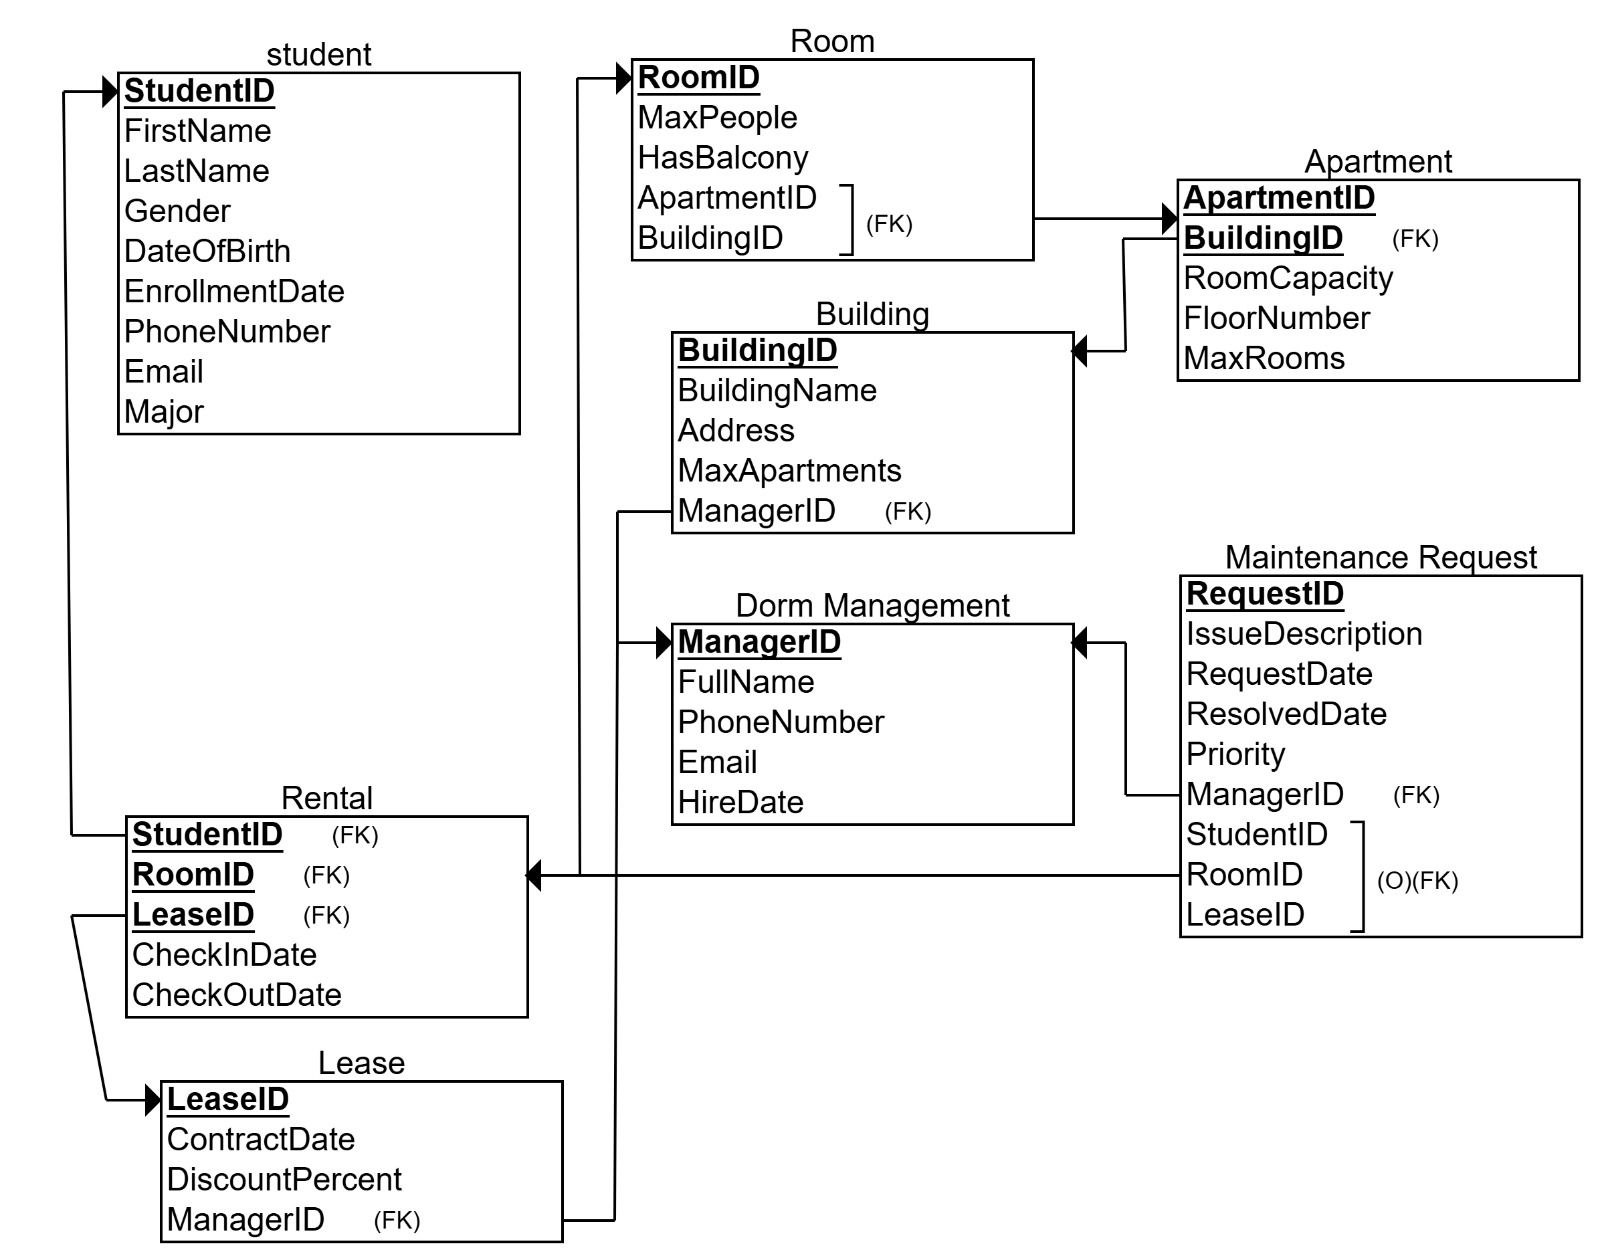 student
StudentID
FirstName
LastName
Gender
DateOfBirth
EnrollmentDate
PhoneNumber
Email
Major
Room
RoomID
MaxPeople
HasBalcony
ApartmentID
BuildingID
(FK)
Apartment
ApartmentID
BuildingID (FK)
RoomCapacity
FloorNumber
MaxRooms
Building
BuildingID
BuildingName
Address
MaxApartments
ManagerID (FK)
Dorm Management
ManagerID
FullName
PhoneNumber
Email
HireDate
Maintenance Request
RequestID
IssueDescription
RequestDate
ResolvedDate
Priority
ManagerID (FK)
StudentID
RoomID
LeaseID
(O)(FK)
Rental
StudentID (FK)
RoomID (FK)
LeaseID (FK)
CheckInDate
CheckOutDate
Lease
LeaseID
ContractDate
DiscountPercent
ManagerID (FK)